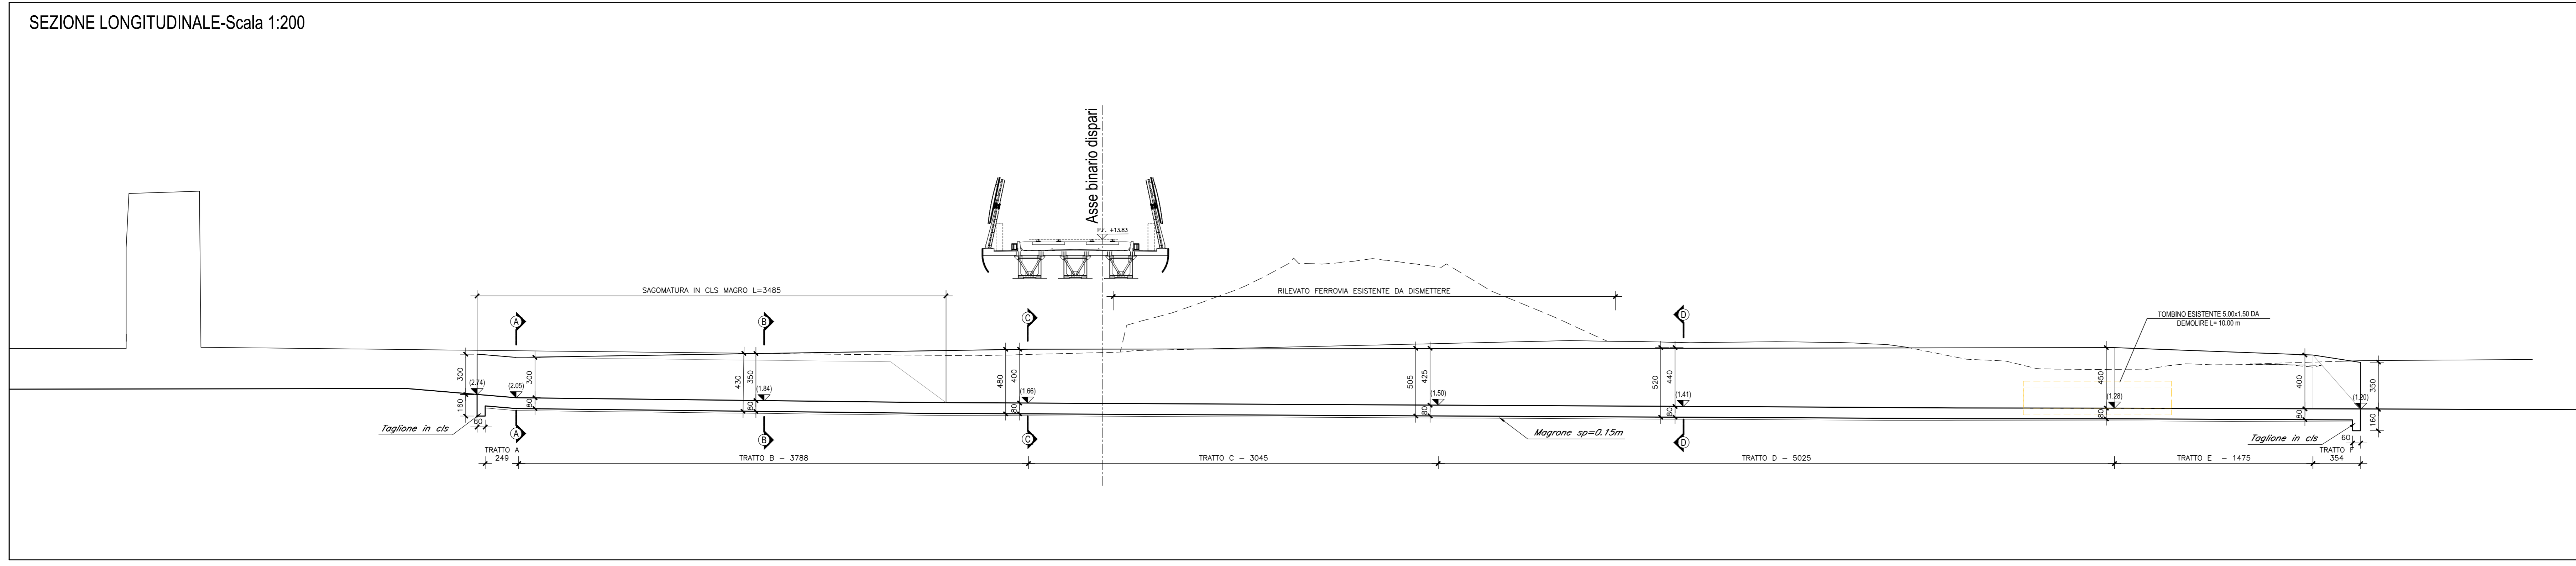 SEZIONE LONGITUDINALE-Scala 1:200
Asse binario dispari
P.F. +13.83
SAGOMATURA IN CLS MAGRO L=3485
RILEVATO FERROVIA ESISTENTE DA DISMETTERE
TOMBINO ESISTENTE 5.00x1.50 DA
DEMOLIRE L= 10.00 m
A
B
C
D
300
(2.74)
160
60
(2.05)
300
80
430
350
(1.84)
80
480
400
(1.66)
80
505
425
(1.50)
80
520
440
(1.41)
80
450
(1.28)
80
400
80
(1.20)
350
160
60
Taglione in cls
A
B
C
D
Magrone sp=0.15m
Taglione in cls
TRATTO A
249
TRATTO B - 3788
TRATTO C - 3045
TRATTO D - 5025
TRATTO E - 1475
TRATTO F
354